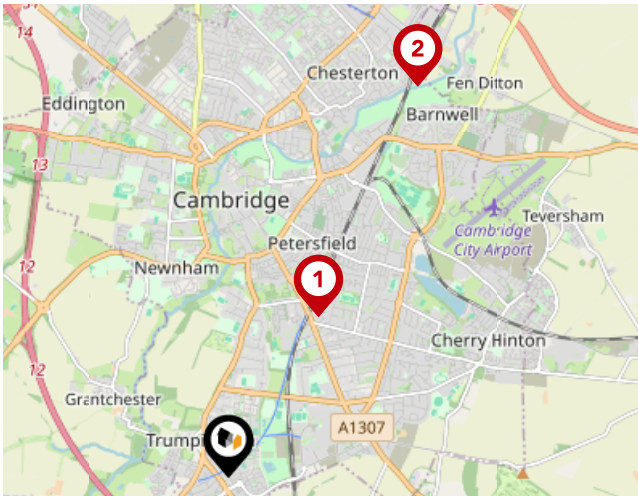 14
2
Chesterton
Fen Ditton
Eddington
Barnwell
13
Cambridge
Teversham
Cambridge
City Airport
Petersfield
12
Newnham
1
Cherry Hinton
12
Grantchester
A1307